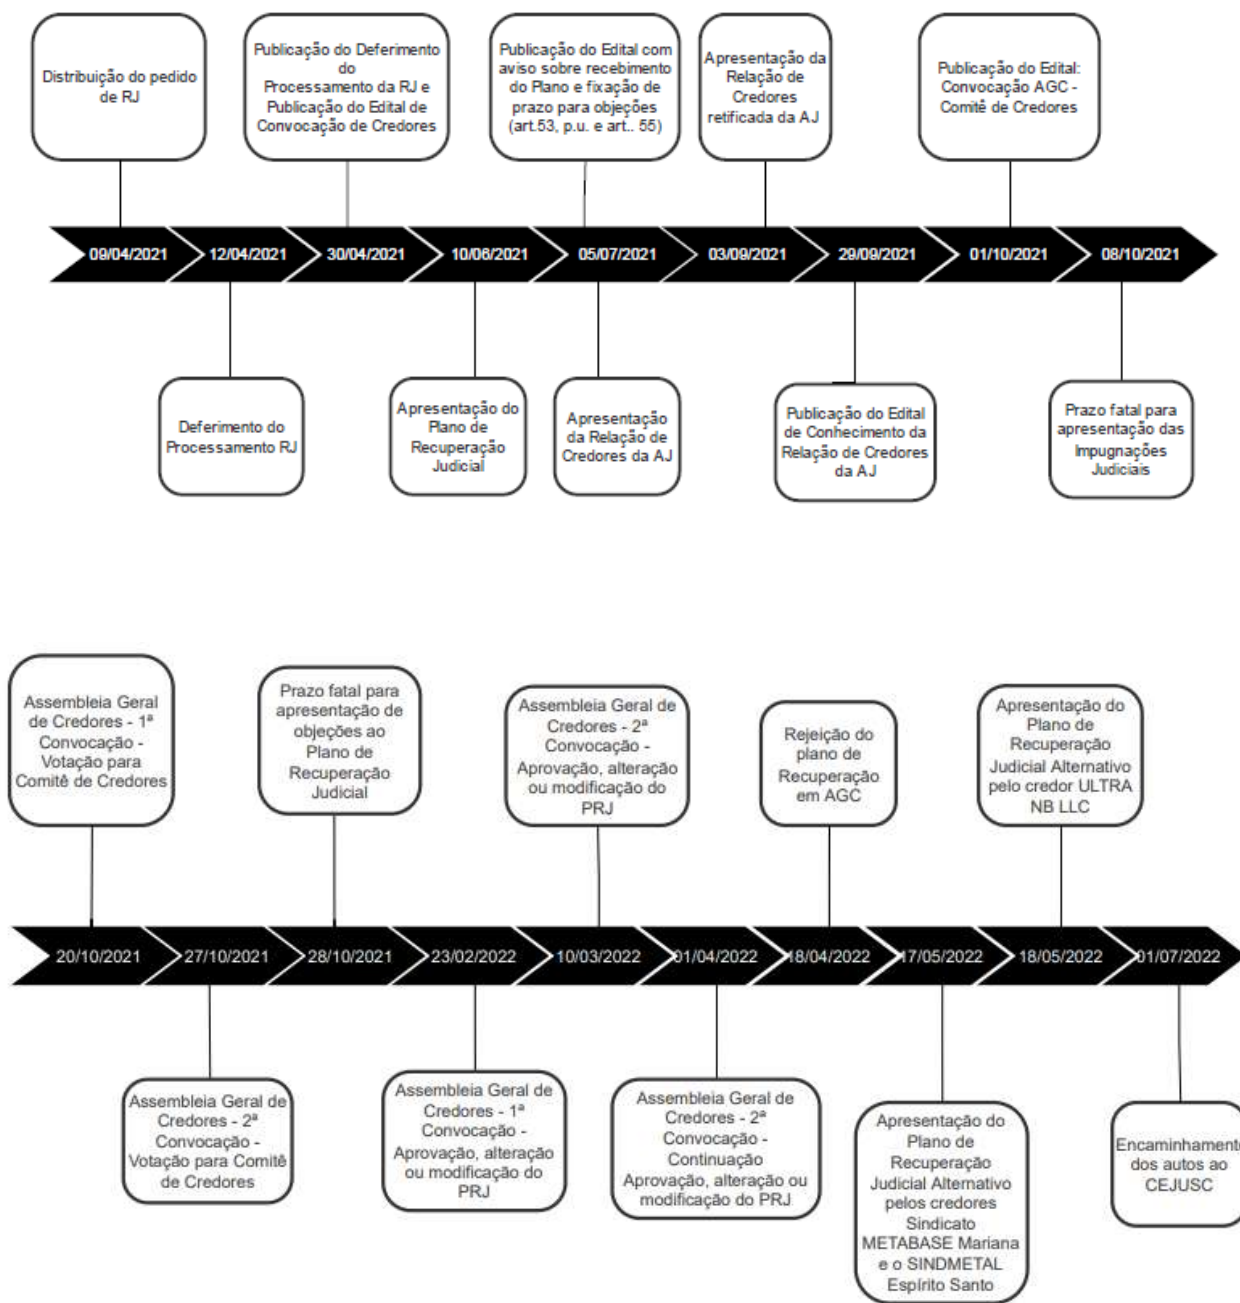 Distribuição do pedido
de RJ
Publicação do Deferimento
do
Processamento da RJ e
Publicação do Edital de
Convocação de Credores
Publicação do Edital com
aviso sobre recebimento
do Plano e fixação de
prazo para objeções
(art.53, p.u. e art.. 55)
Apresentação da
Relação de
Credores
retificada da AJ
Publicação do Edital:
Convocação AGC -
Comitê de Credores
09/04/2021
12/04/2021
30/04/2021
10/06/2021
05/07/2021
03/09/2021
29/09/2021
01/10/2021
08/10/2021
Deferimento do
Processamento RJ
Apresentação do
Plano de
Recuperação
Judicial
Apresentação
da Relação de
Credores da AJ
Publicação do Edital
de Conhecimento da
Relação de Credores
da AJ
Prazo fatal para
apresentação das
Impugnações
Judiciais
Assembleia Geral
de Credores - 1ª
Convocação -
Votação para
Comitê de Credores
Prazo fatal para
apresentação de
objeções ao
Plano de
Recuperação
Judicial
Assembleia Geral de
Credores - 2ª
Convocação -
Aprovação, alteração
ou modificação do
PRJ
Rejeição do
plano de
Recuperação
em AGC
Apresentação do
Plano de
Recuperação
Judicial Alternativo
pelo credor ULTRA
NB LLC
20/10/2021
27/10/2021
28/10/2021
23/02/2022
10/03/2022
01/04/2022
18/04/2022
17/05/2022
18/05/2022
01/07/2022
Assembleia Geral de
Credores - 2ª
Convocação -
Votação para Comitê
de Credores
Assembleia Geral de
Credores - 1ª
Convocação -
Aprovação, alteração
ou modificação do
PRJ
Assembleia Geral de
Credores - 2ª
Convocação -
Continuação
Aprovação, alteração ou
modificação do PRJ
Apresentação do
Plano de
Recuperação
Judicial Alternativo
pelos credores
Sindicato
METABASE Mariana
e o SINDMETAL
Espírito Santo
Encaminhamento
dos autos ao
CEJUSC